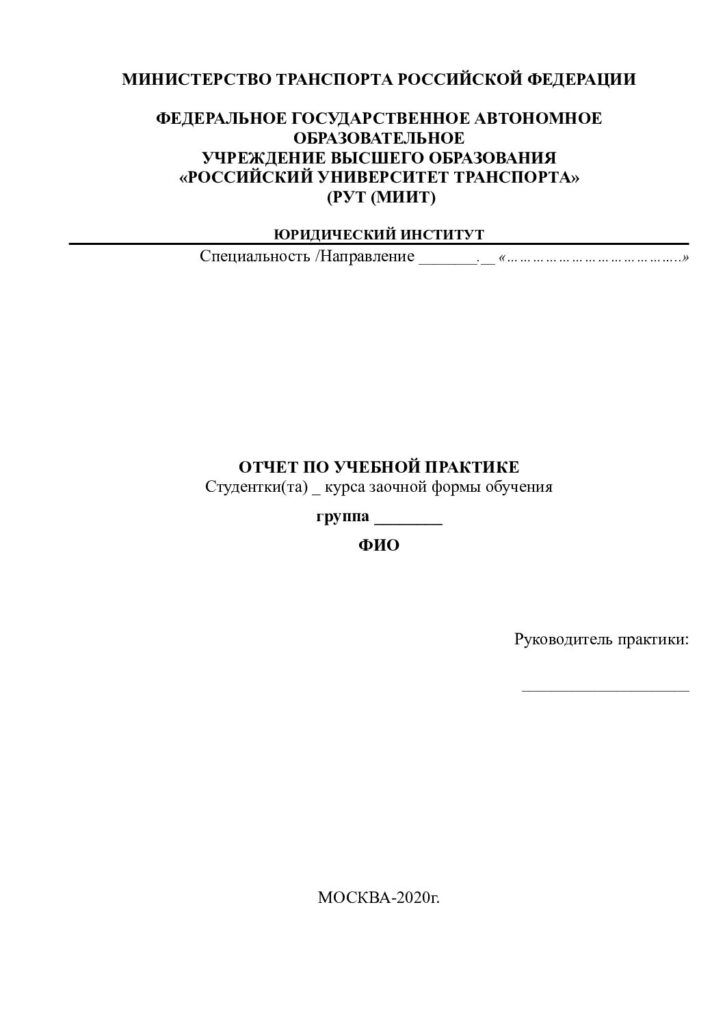 МИНИСТЕРСТВО ТРАНСПОРТА РОССИЙСКОЙ ФЕДЕРАЦИИ
ФЕДЕРАЛЬНОЕ ГОСУДАРСТВЕННОЕ АВТОНОМНОЕ
ОБРАЗОВАТЕЛЬНОЕ
УЧРЕЖДЕНИЕ ВЫСШЕГО ОБРАЗОВАНИЯ
«РОССИЙСКИЙ УНИВЕРСИТЕТ ТРАНСПОРТА»
(РУТ (МИИТ)
ЮРИДИЧЕСКИЙ ИНСТИТУТ
Специальность /Направление _______.__ «…………………………………..»
ОТЧЕТ ПО УЧЕБНОЙ ПРАКТИКЕ
Студентки(та) _ курса заочной формы обучения
группа ________
ФИО
Руководитель практики:
____________________
МОСКВА-2020г.